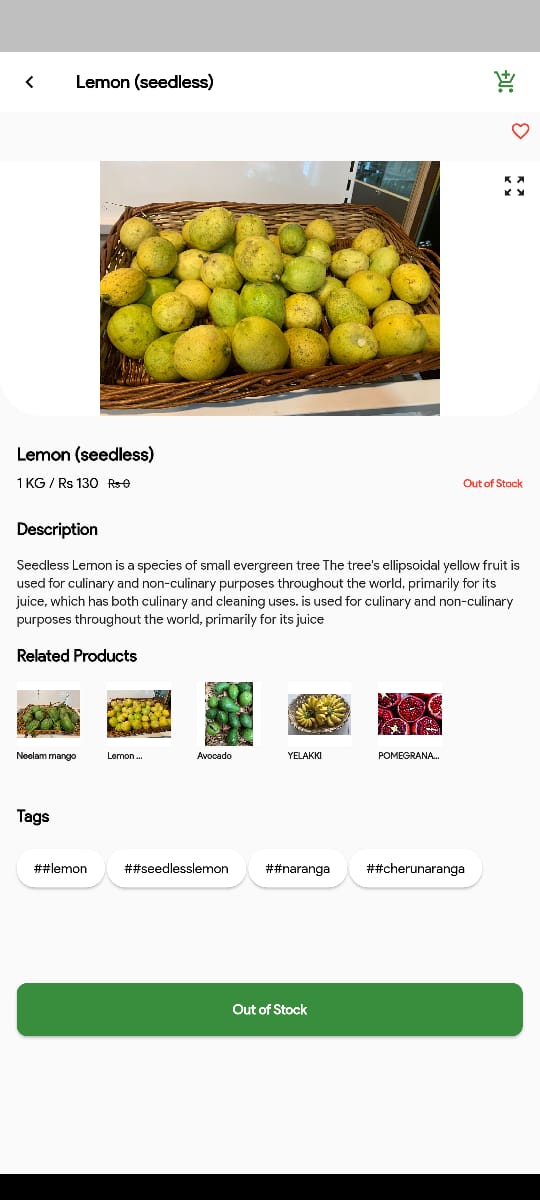 Lemon (seedless)
Lemon (seedless)
1 KG / Rs 130 Rs 0
Out of Stock
Description
Seedless Lemon is a species of small evergreen tree The tree's ellipsoidal yellow fruit is
used for culinary and non-culinary purposes throughout the world, primarily for its
juice, which has both culinary and cleaning uses. is used for culinary and non-culinary
purposes throughout the world, primarily for its juice
Related Products
Neelam mango
Lemon ...
Avocado
YELAKKI
POMEGRANA...
Tags
##lemon
##seedlesslemon
##naranga
##cherunaranga
Out of Stock